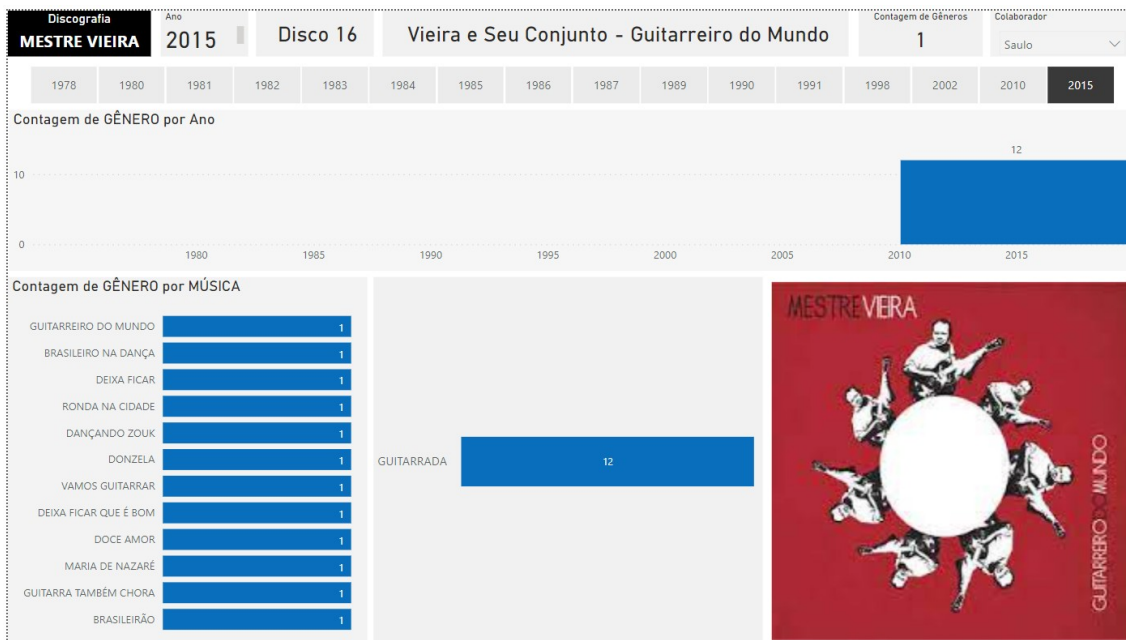 Discografia
MESTRE VIEIRA
Ano
2015
Disco 16
Vieira e Seu Conjunto - Guitarreiro do Mundo
Contagem de Gêneros
1
Colaborador
Saulo
1978 1980 1981 1982 1983 1984 1985 1986 1987 1989 1990 1991 1998 2002 2010 2015
Contagem de GÊNERO por Ano
12
10
0
1980 1985 1990 1995 2000 2005 2010 2015
Contagem de GÊNERO por MÚSICA
GUITARREIRO DO MUNDO 1
BRASILEIRO NA DANÇA 1
DEIXA FICAR 1
RONDA NA CIDADE 1
DANÇANDO ZOUK 1
DONZELA 1
VAMOS GUITARRAR 1
DEIXA FICAR QUE É BOM 1
DOCE AMOR 1
MARIA DE NAZARÉ 1
GUITARRA TAMBÉM CHORA 1
BRASILEIRÃO 1
GUITARRADA 12
MESTREVIEIRA
GUITARREIRODOMUNDO